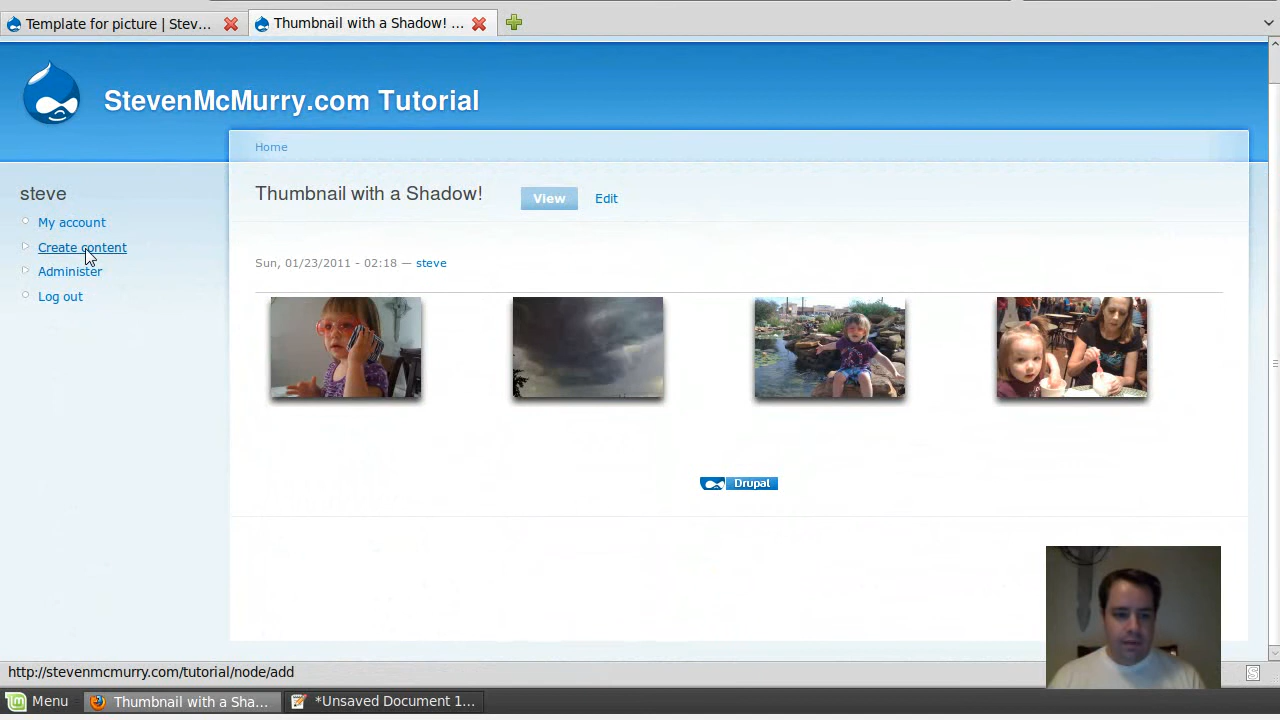 Template for picture | Stev...
Thumbnail with a Shadow! ...
StevenMcMurry.com Tutorial
Home
steve
Thumbnail with a Shadow!
View
Edit
My account
Create content
Administer
Log out
Sun, 01/23/2011 - 02:18 — steve
Drupal
http://stevenmcmurry.com/tutorial/node/add
Menu
Thumbnail with a Sha...
*Unsaved Document 1...